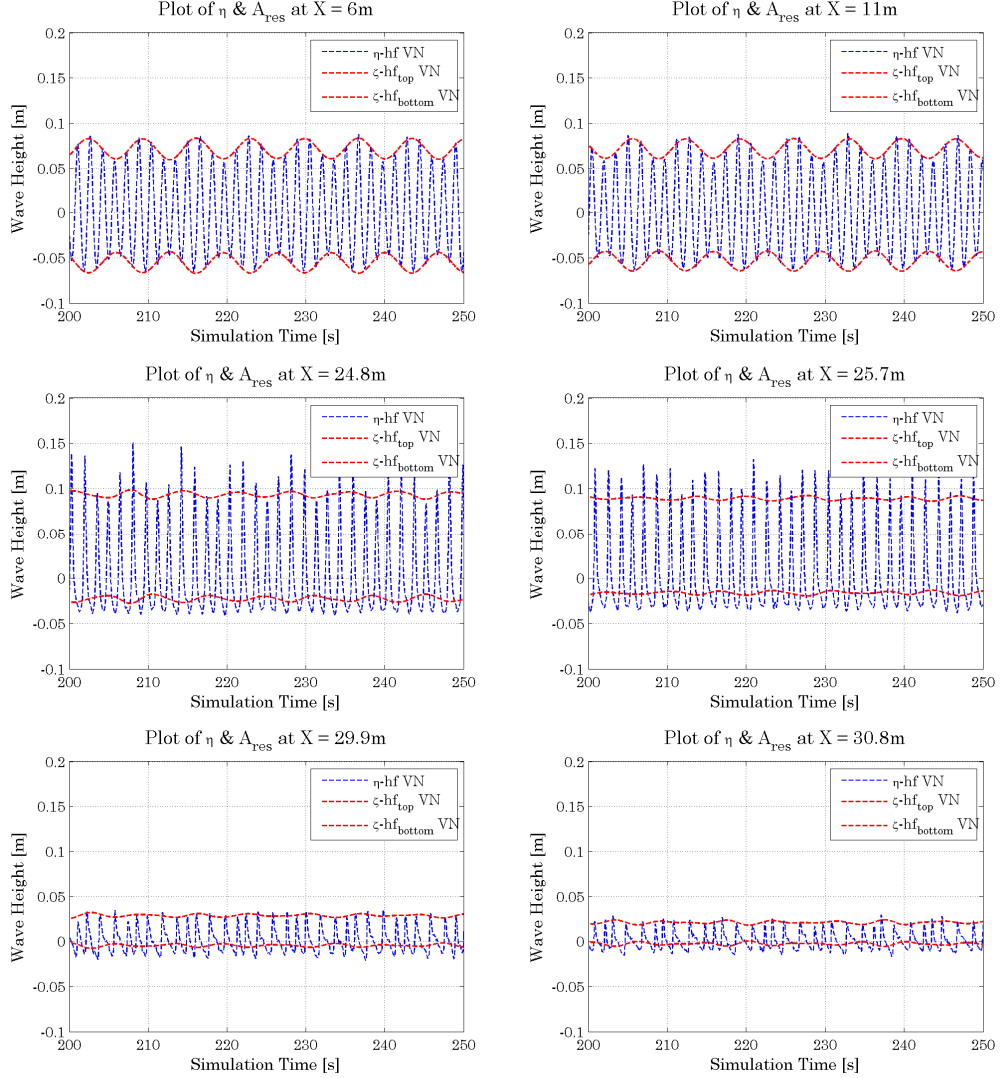 Plot of η & A_res at X = 6m
0.2
0.15
0.1
0.05
0
-0.05
-0.1
Wave Height [m]
η-hf VN
ζ-hf_top VN
ζ-hf_bottom VN
200 210 220 230 240 250
Simulation Time [s]
Plot of η & A_res at X = 11m
0.2
0.15
0.1
0.05
0
-0.05
-0.1
Wave Height [m]
η-hf VN
ζ-hf_top VN
ζ-hf_bottom VN
200 210 220 230 240 250
Simulation Time [s]
Plot of η & A_res at X = 24.8m
0.2
0.15
0.1
0.05
0
-0.05
-0.1
Wave Height [m]
η-hf VN
ζ-hf_top VN
ζ-hf_bottom VN
200 210 220 230 240 250
Simulation Time [s]
Plot of η & A_res at X = 25.7m
0.2
0.15
0.1
0.05
0
-0.05
-0.1
Wave Height [m]
η-hf VN
ζ-hf_top VN
ζ-hf_bottom VN
200 210 220 230 240 250
Simulation Time [s]
Plot of η & A_res at X = 29.9m
0.2
0.15
0.1
0.05
0
-0.05
-0.1
Wave Height [m]
η-hf VN
ζ-hf_top VN
ζ-hf_bottom VN
200 210 220 230 240 250
Simulation Time [s]
Plot of η & A_res at X = 30.8m
0.2
0.15
0.1
0.05
0
-0.05
-0.1
Wave Height [m]
η-hf VN
ζ-hf_top VN
ζ-hf_bottom VN
200 210 220 230 240 250
Simulation Time [s]